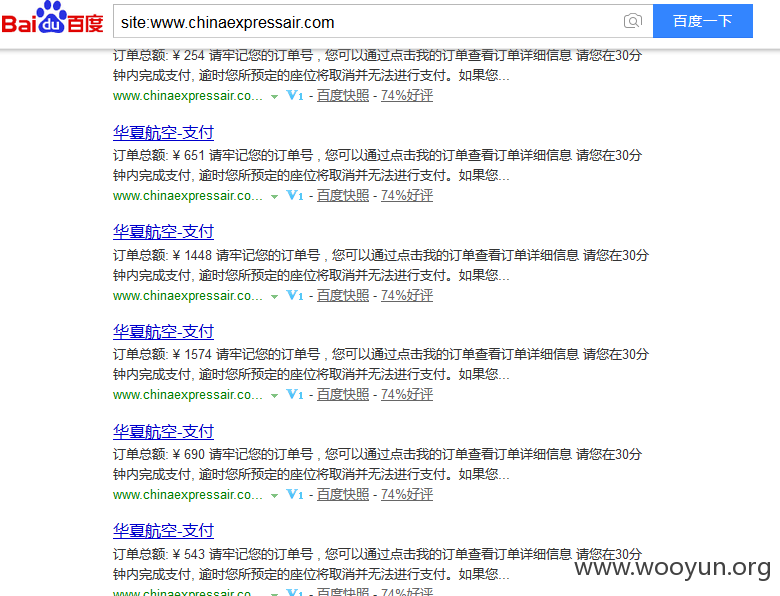 Bai du 百度
site:www.chinaexpressair.com
百度一下
订单总额: ¥ 254 请牢记您的订单号 , 您可以通过点击我的订单查看订单详细信息 请您在30分
钟内完成支付, 逾时您所预定的座位将取消并无法进行支付。如果您...
www.chinaexpressair.co... V1 - 百度快照 - 74%好评
华夏航空-支付
订单总额: ¥ 651 请牢记您的订单号 , 您可以通过点击我的订单查看订单详细信息 请您在30分
钟内完成支付, 逾时您所预定的座位将取消并无法进行支付。如果您...
www.chinaexpressair.co... V1 - 百度快照 - 74%好评
华夏航空-支付
订单总额: ¥ 1448 请牢记您的订单号 , 您可以通过点击我的订单查看订单详细信息 请您在30分
钟内完成支付, 逾时您所预定的座位将取消并无法进行支付。如果您...
www.chinaexpressair.co... V1 - 百度快照 - 74%好评
华夏航空-支付
订单总额: ¥ 1574 请牢记您的订单号 , 您可以通过点击我的订单查看订单详细信息 请您在30分
钟内完成支付, 逾时您所预定的座位将取消并无法进行支付。如果您...
www.chinaexpressair.co... V1 - 百度快照 - 74%好评
华夏航空-支付
订单总额: ¥ 690 请牢记您的订单号 , 您可以通过点击我的订单查看订单详细信息 请您在30分
钟内完成支付, 逾时您所预定的座位将取消并无法进行支付。如果您...
www.chinaexpressair.co... V1 - 百度快照 - 74%好评
华夏航空-支付
订单总额: ¥ 543 请牢记您的订单号 , 您可以通过点击我的订单查看订单详细信息 请您在30分
钟内完成支付, 逾时您所预定的座位将取消并无法进行支付。如果您...
www.wooyun.org
www.chinaexpressair.co... V1 - 百度快照 - 74%好评